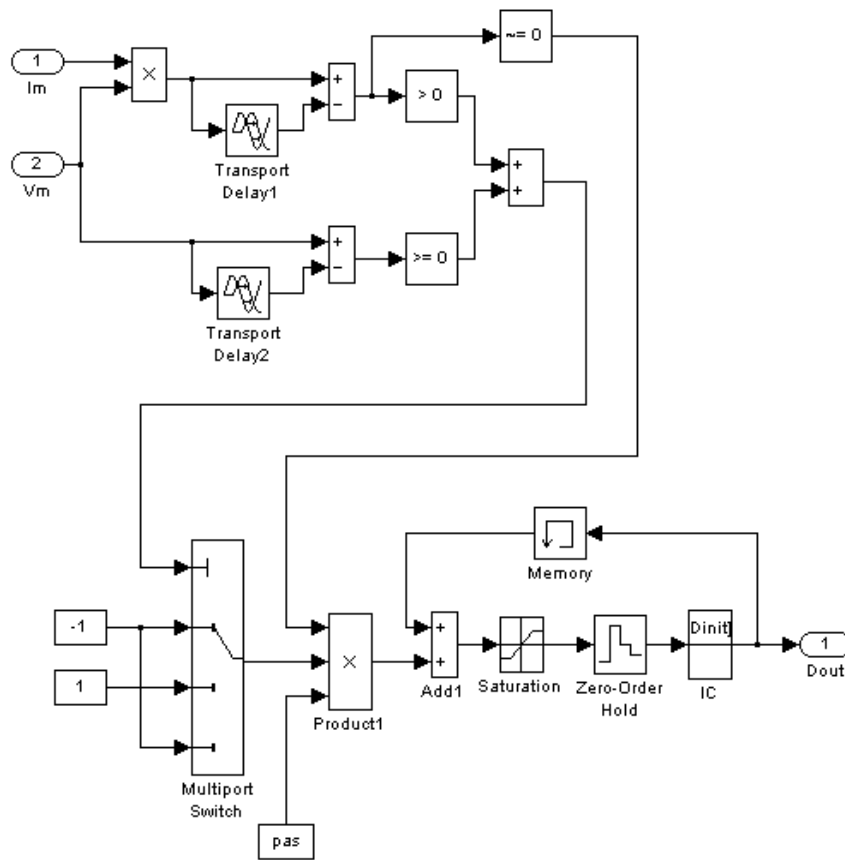 ~= 0
1
Im
×
+
−
> 0
Transport
Delay1
2
Vm
+
+
+
−
>= 0
Transport
Delay2
Memory
-1
1
Multiport
Switch
×
Product1
pas
+
+
Add1
Saturation
Zero-Order
Hold
Dinit]
IC
1
Dout